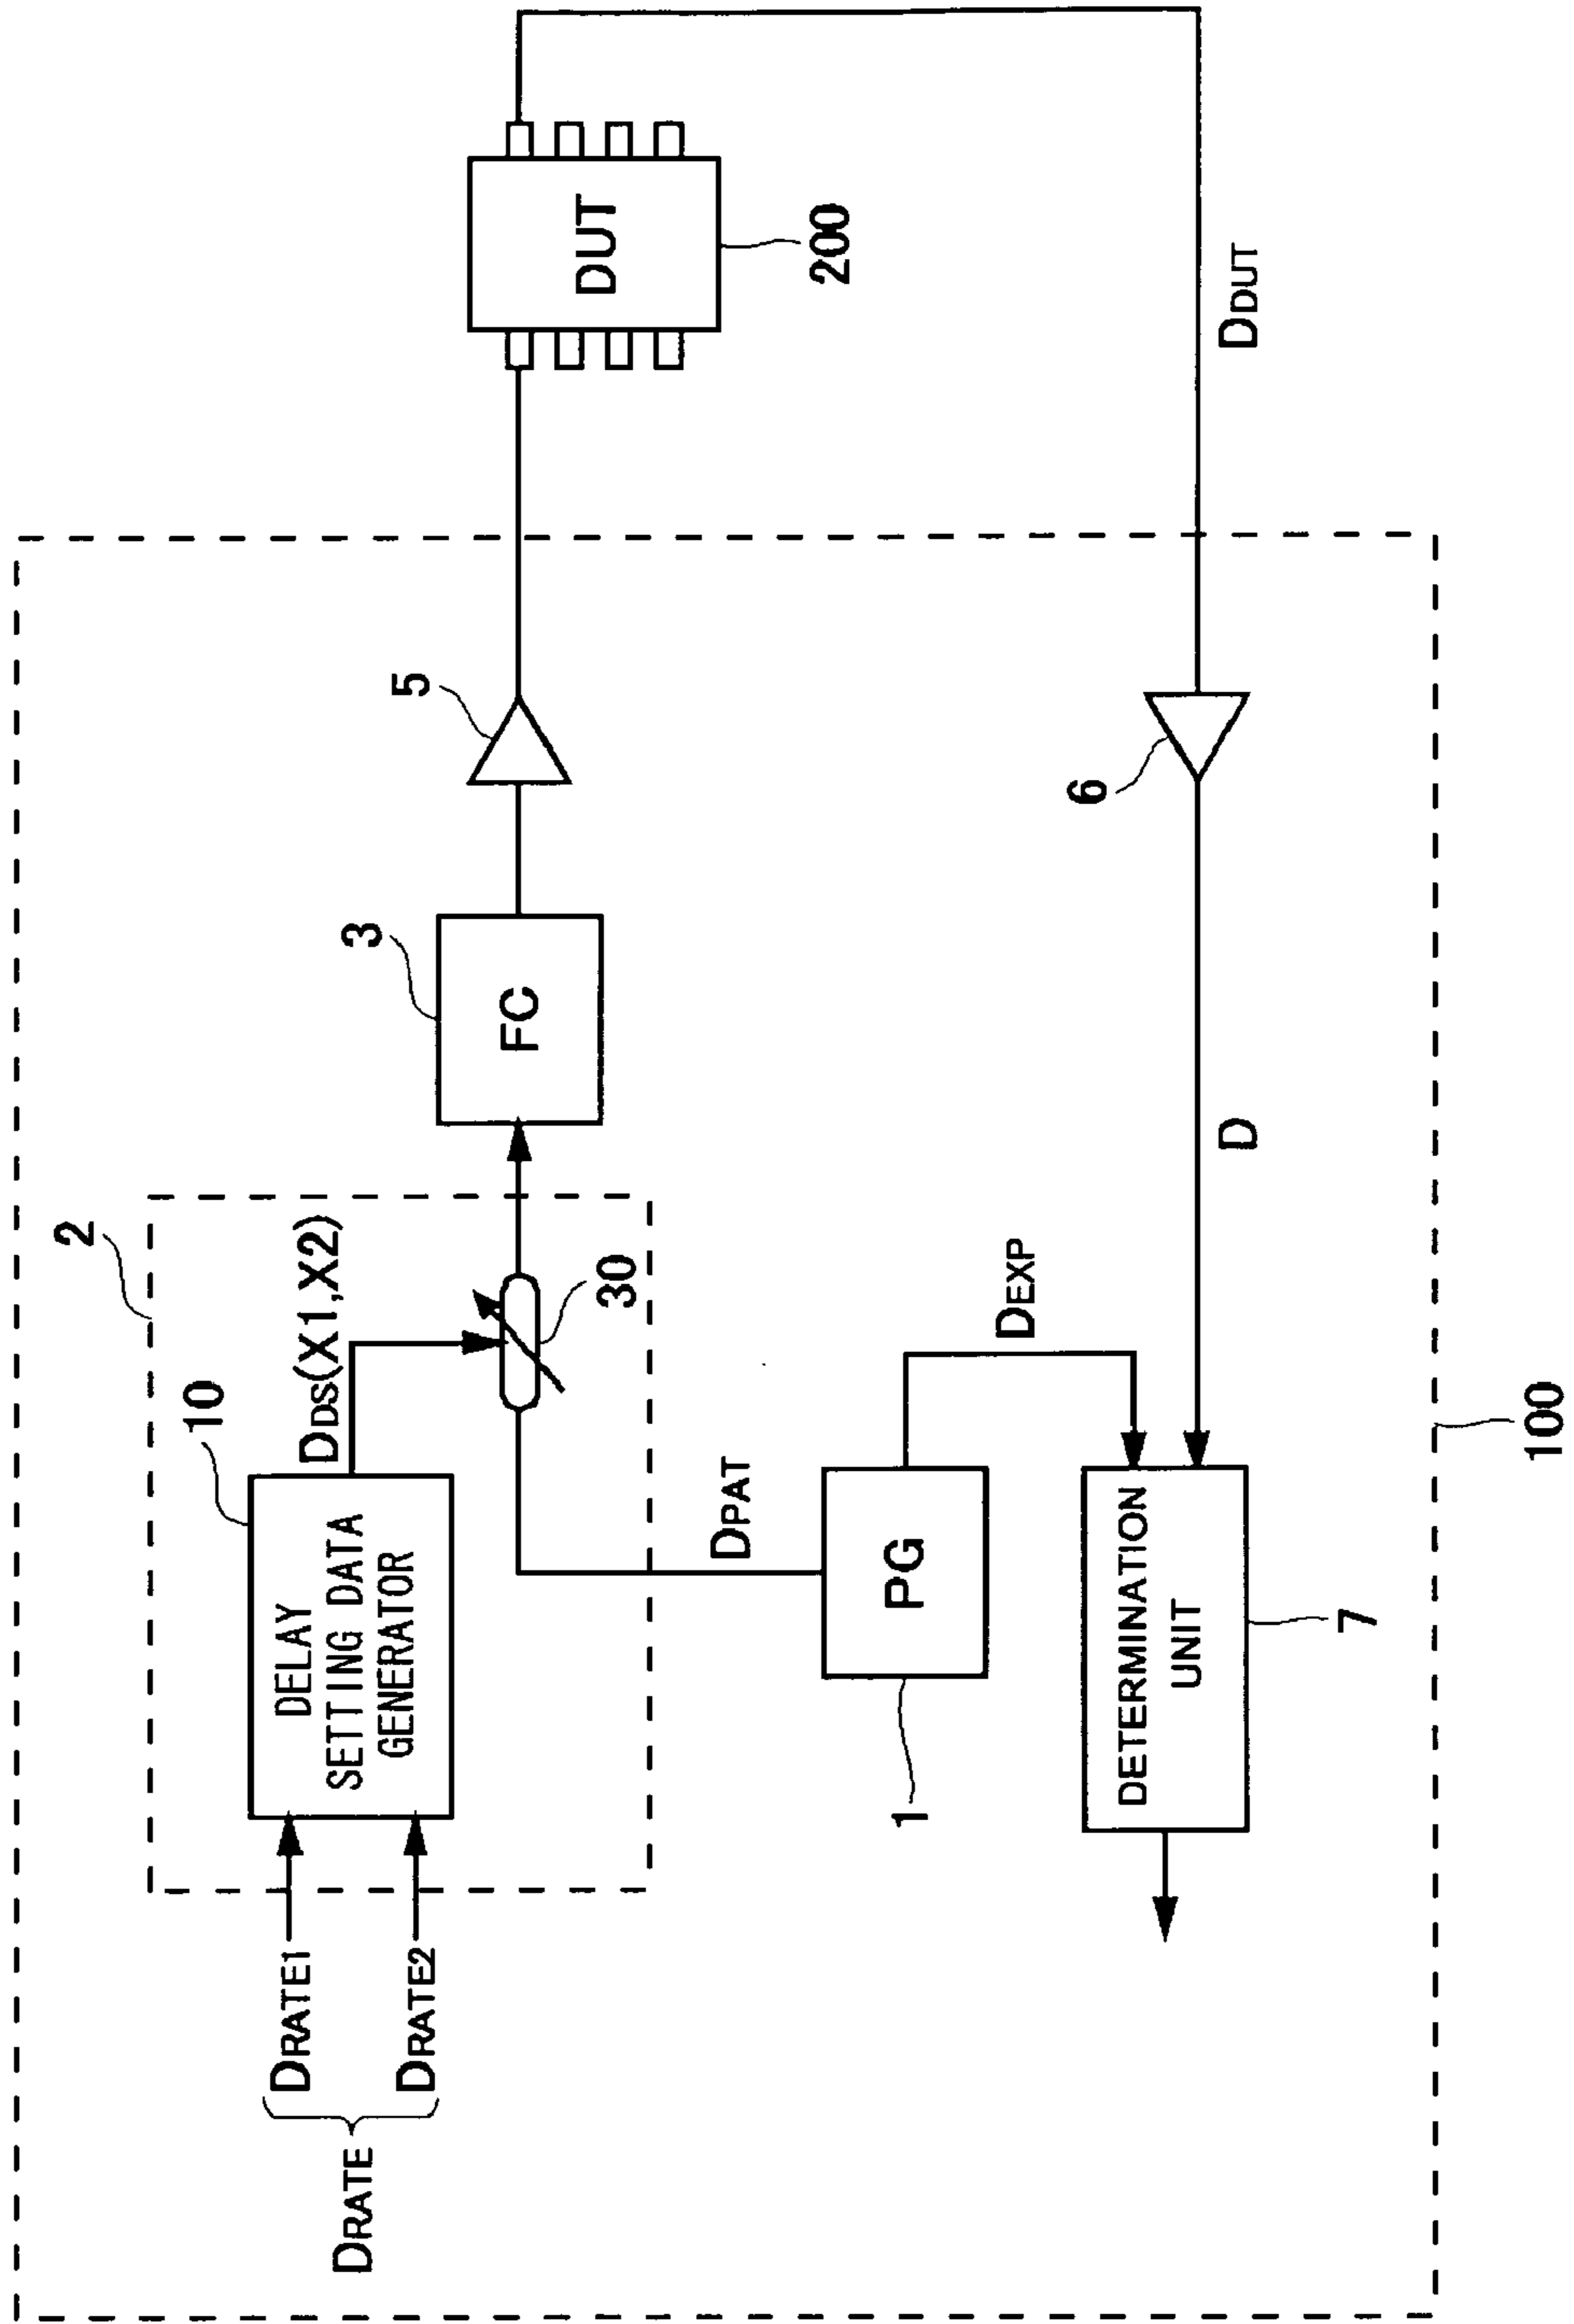 2
10
DDS(X1,X2)
DELAY
SETTING DATA
GENERATOR
DRATE1
DRATE2
DRATE
30
3
FC
5
DUT
200
DPAT
PG
1
DEXP
6
D
DDUT
DETERMINATION
UNIT
7
100